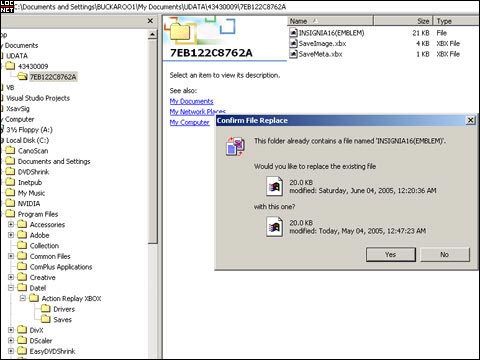 LOC
NET
C:\Documents and Settings\BUCKAROO1\My Documents\UDATA\43430009\7EB122C8762A
Documents
UDATA
43430009
7EB122C8762A
VB
Visual Studio Projects
XsavSig
Computer
3½ Floppy (A:)
Local Disk (C:)
CanoScan
Documents and Settings
DVDShrink
Inetpub
My Music
NVIDIA
Program Files
Accessories
Adobe
Collection
Common Files
ComPlus Applications
Creative
Datel
Action Replay XBOX
Drivers
Saves
DivX
DScaler
EasyDVDShrink
7EB122C8762A
Select an item to view its description.
See also:
My Documents
My Network Places
My Computer
Name Size Type
INSIGNIA16(EMBLEM) 21 KB File
SaveImage.xbx 4 KB XBX File
SaveMeta.xbx 1 KB XBX File
Confirm File Replace
This folder already contains a file named 'INSIGNIA16(EMBLEM)'.
Would you like to replace the existing file
20.0 KB
modified: Saturday, June 04, 2005, 12:20:36 AM
with this one?
20.0 KB
modified: Today, May 04, 2005, 12:47:23 AM
Yes No